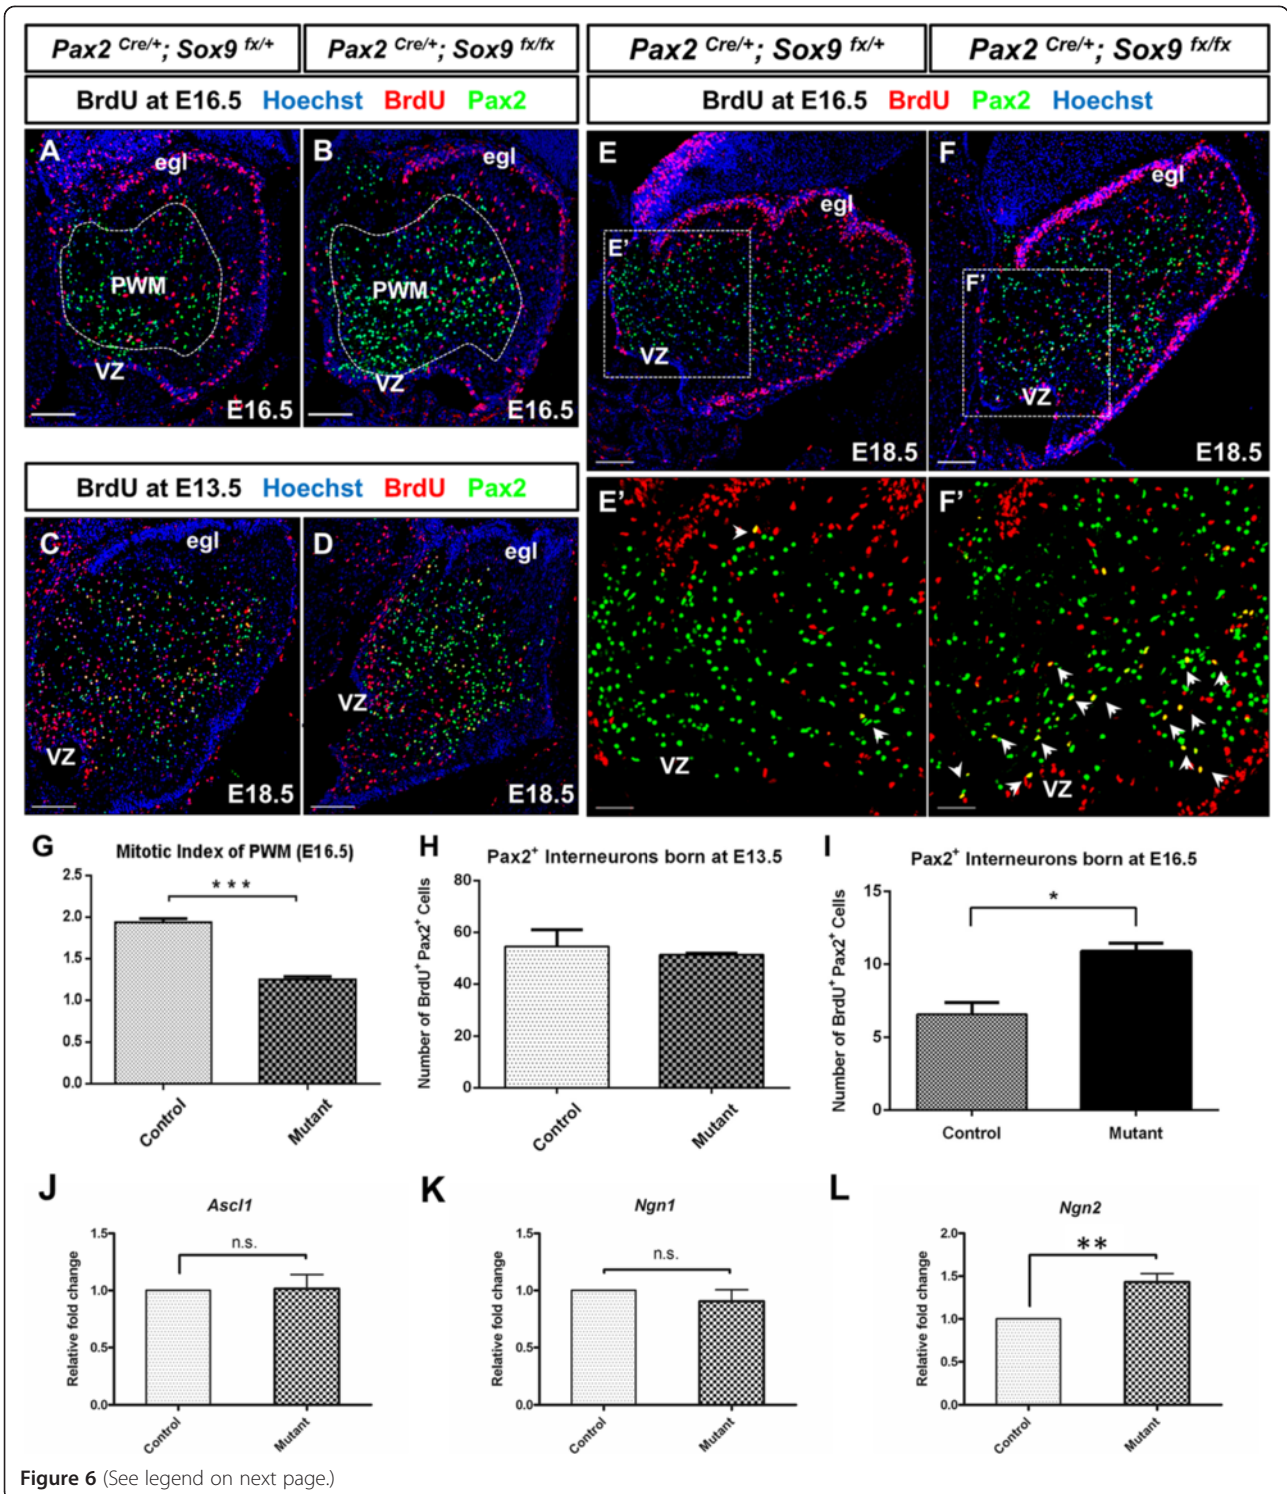 Pax2 Cre/+; Sox9 fx/+
Pax2 Cre/+; Sox9 fx/fx
BrdU at E16.5 Hoechst BrdU Pax2
A
egl
PWM
VZ
E16.5
B
egl
PWM
VZ
E16.5
BrdU at E13.5 Hoechst BrdU Pax2
C
egl
VZ
E18.5
D
egl
VZ
E18.5
Pax2 Cre/+; Sox9 fx/+
Pax2 Cre/+; Sox9 fx/fx
BrdU at E16.5 BrdU Pax2 Hoechst
E
egl
E'
VZ
E18.5
F
egl
F'
VZ
E18.5
E'
VZ
F'
VZ
G
Mitotic Index of PWM (E16.5)
2.5
2.0
1.5
1.0
0.5
0.0
***
Control
Mutant
H
Pax2+ Interneurons born at E13.5
Number of BrdU+ Pax2+ Cells
80
60
40
20
0
Control
Mutant
I
Pax2+ Interneurons born at E16.5
Number of BrdU+ Pax2+ Cells
15
10
5
0
*
Control
Mutant
J
Ascl1
Relative fold change
1.5
1.0
0.5
0.0
n.s.
Control
Mutant
K
Ngn1
Relative fold change
1.5
1.0
0.5
0.0
n.s.
Control
Mutant
L
Ngn2
Relative fold change
2.0
1.5
1.0
0.5
0.0
**
Control
Mutant
Figure 6 (See legend on next page.)